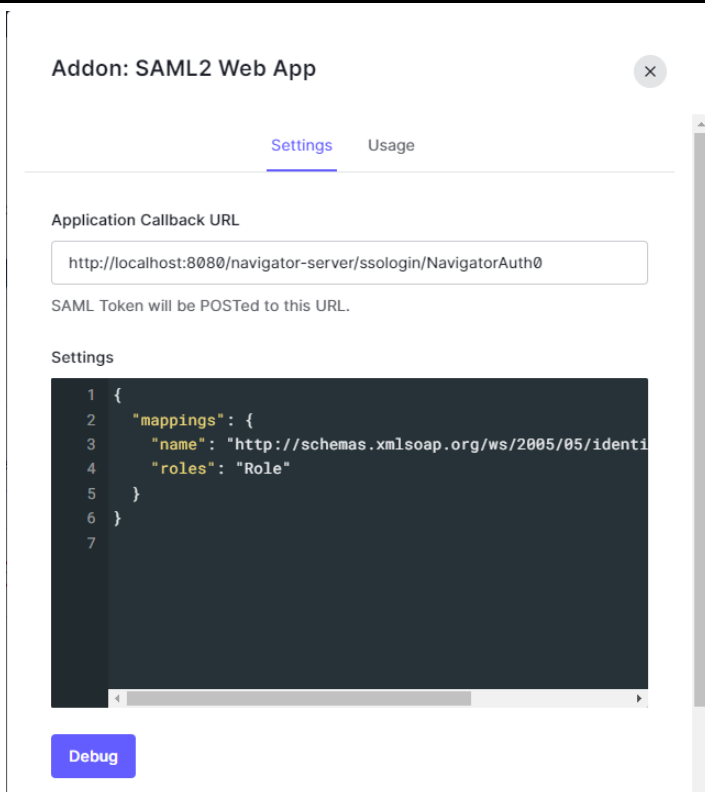 Addon: SAML2 Web App
Settings Usage
Application Callback URL
http://localhost:8080/navigator-server/ssologin/NavigatorAuth0
SAML Token will be POSTed to this URL.
Settings
1 {
2 "mappings": {
3 "name": "http://schemas.xmlsoap.org/ws/2005/05/identi
4 "roles": "Role"
5 }
6 }
7
Debug